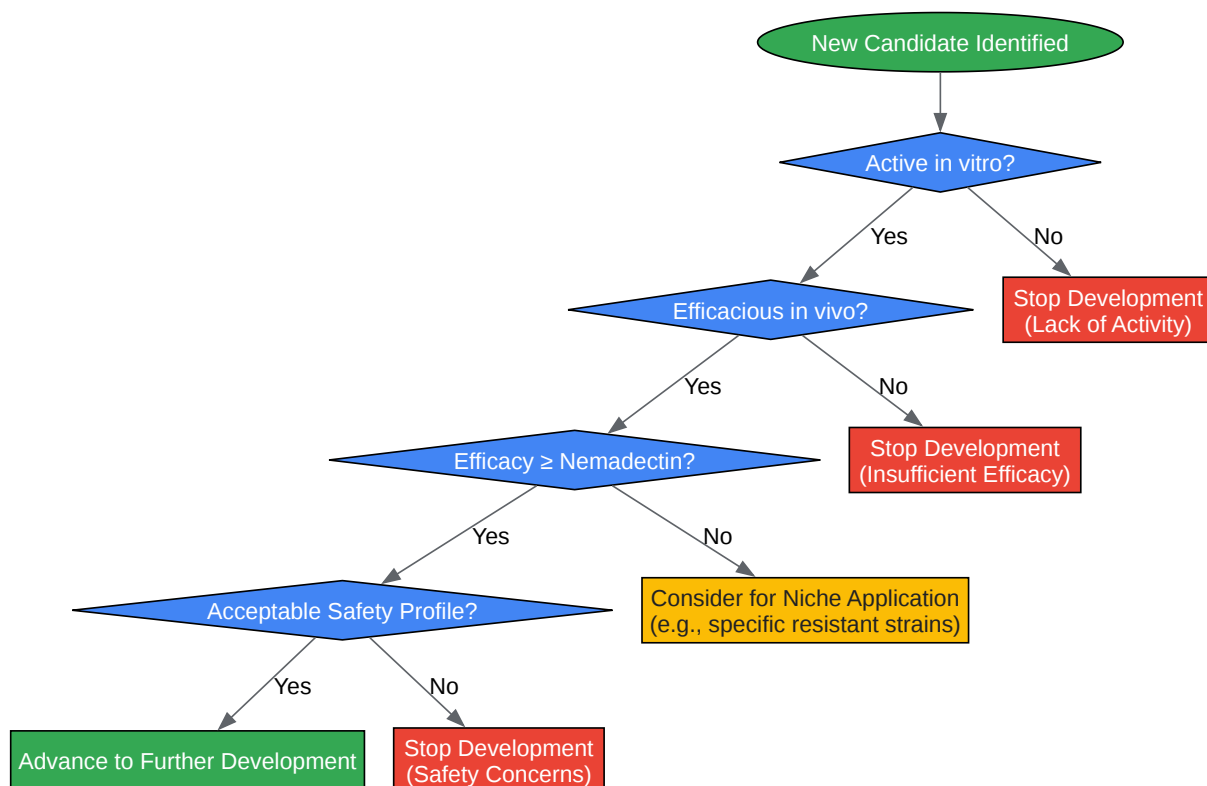 New Candidate Identified
Active in vitro?
Yes
No
Efficacious in vivo?
Stop Development
(Lack of Activity)
Yes
No
Efficacy ≥ Nemadectin?
Stop Development
(Insufficient Efficacy)
Yes
No
Acceptable Safety Profile?
Consider for Niche Application
(e.g., specific resistant strains)
Yes
No
Advance to Further Development
Stop Development
(Safety Concerns)